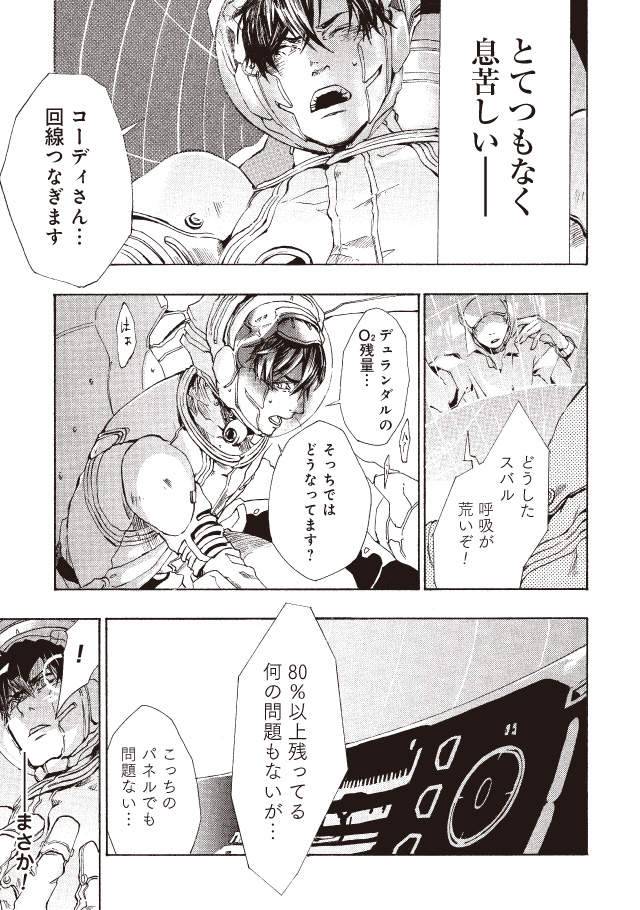 とてつもなく
息苦しい――
コーディさん…
回線つなぎます
どうした
スバル
呼吸が
荒いぞ!
デュランダルの
O₂残量…
はぁ
そっちでは
どうなってます?
80%以上残ってる
何の問題もないが…
こっちの
パネルでも
問題ない…
!
――まさか!